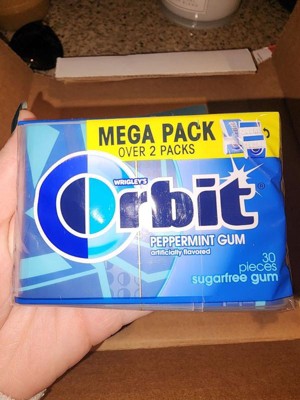 MEGA PACK
OVER 2 PACKS
WRIGLEY'S
Orbit
PEPPERMINT GUM
artificially flavored
30
pieces
sugarfree gum